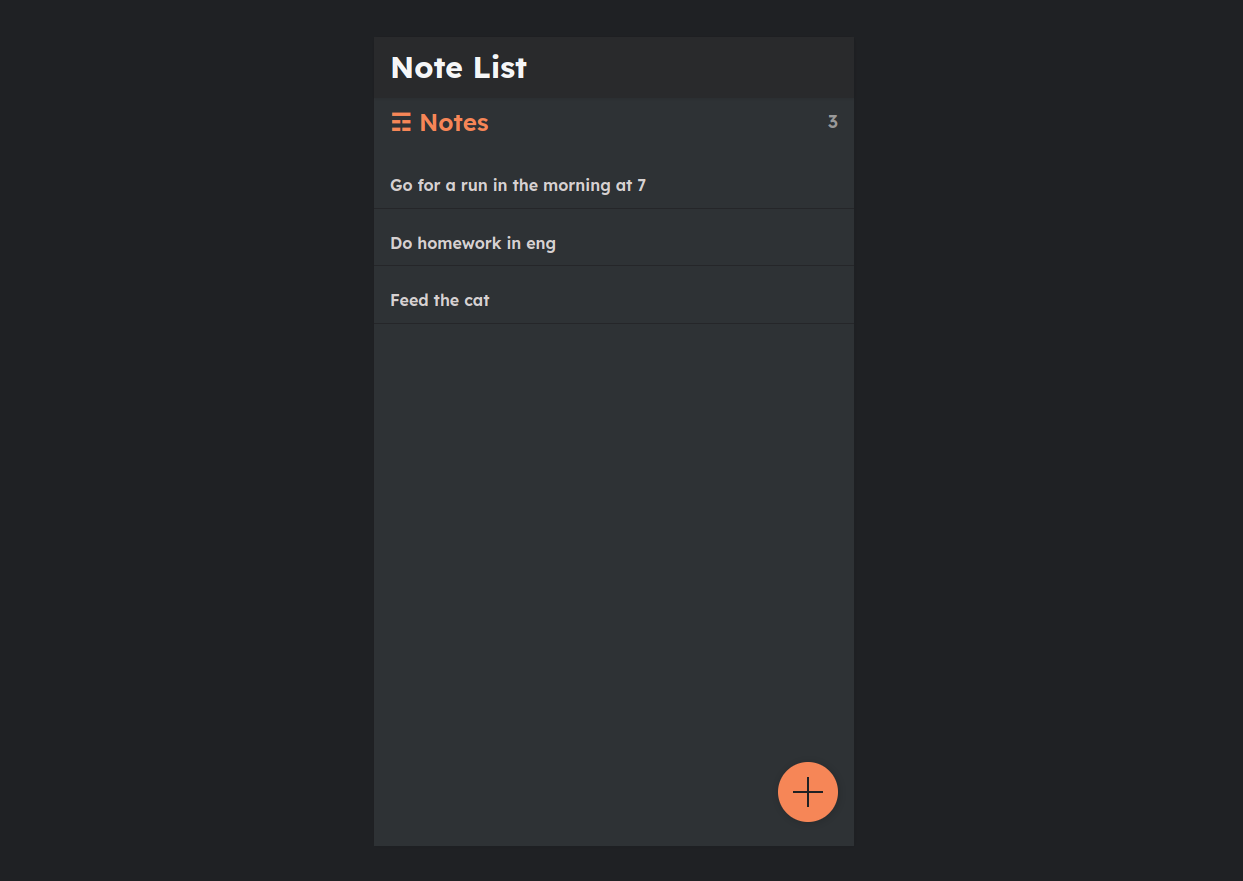 Note List
☶ Notes
3
Go for a run in the morning at 7
Do homework in eng
Feed the cat